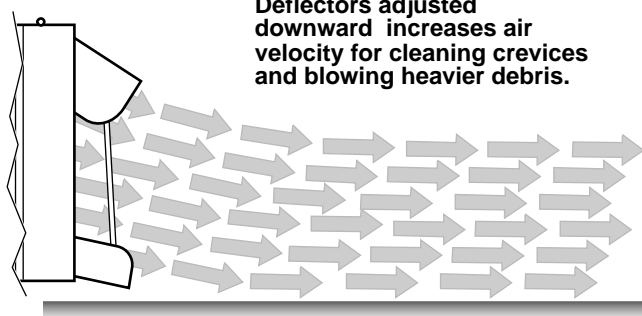 Deflectors adjusted
downward  increases air
velocity for cleaning crevices
and blowing heavier debris.